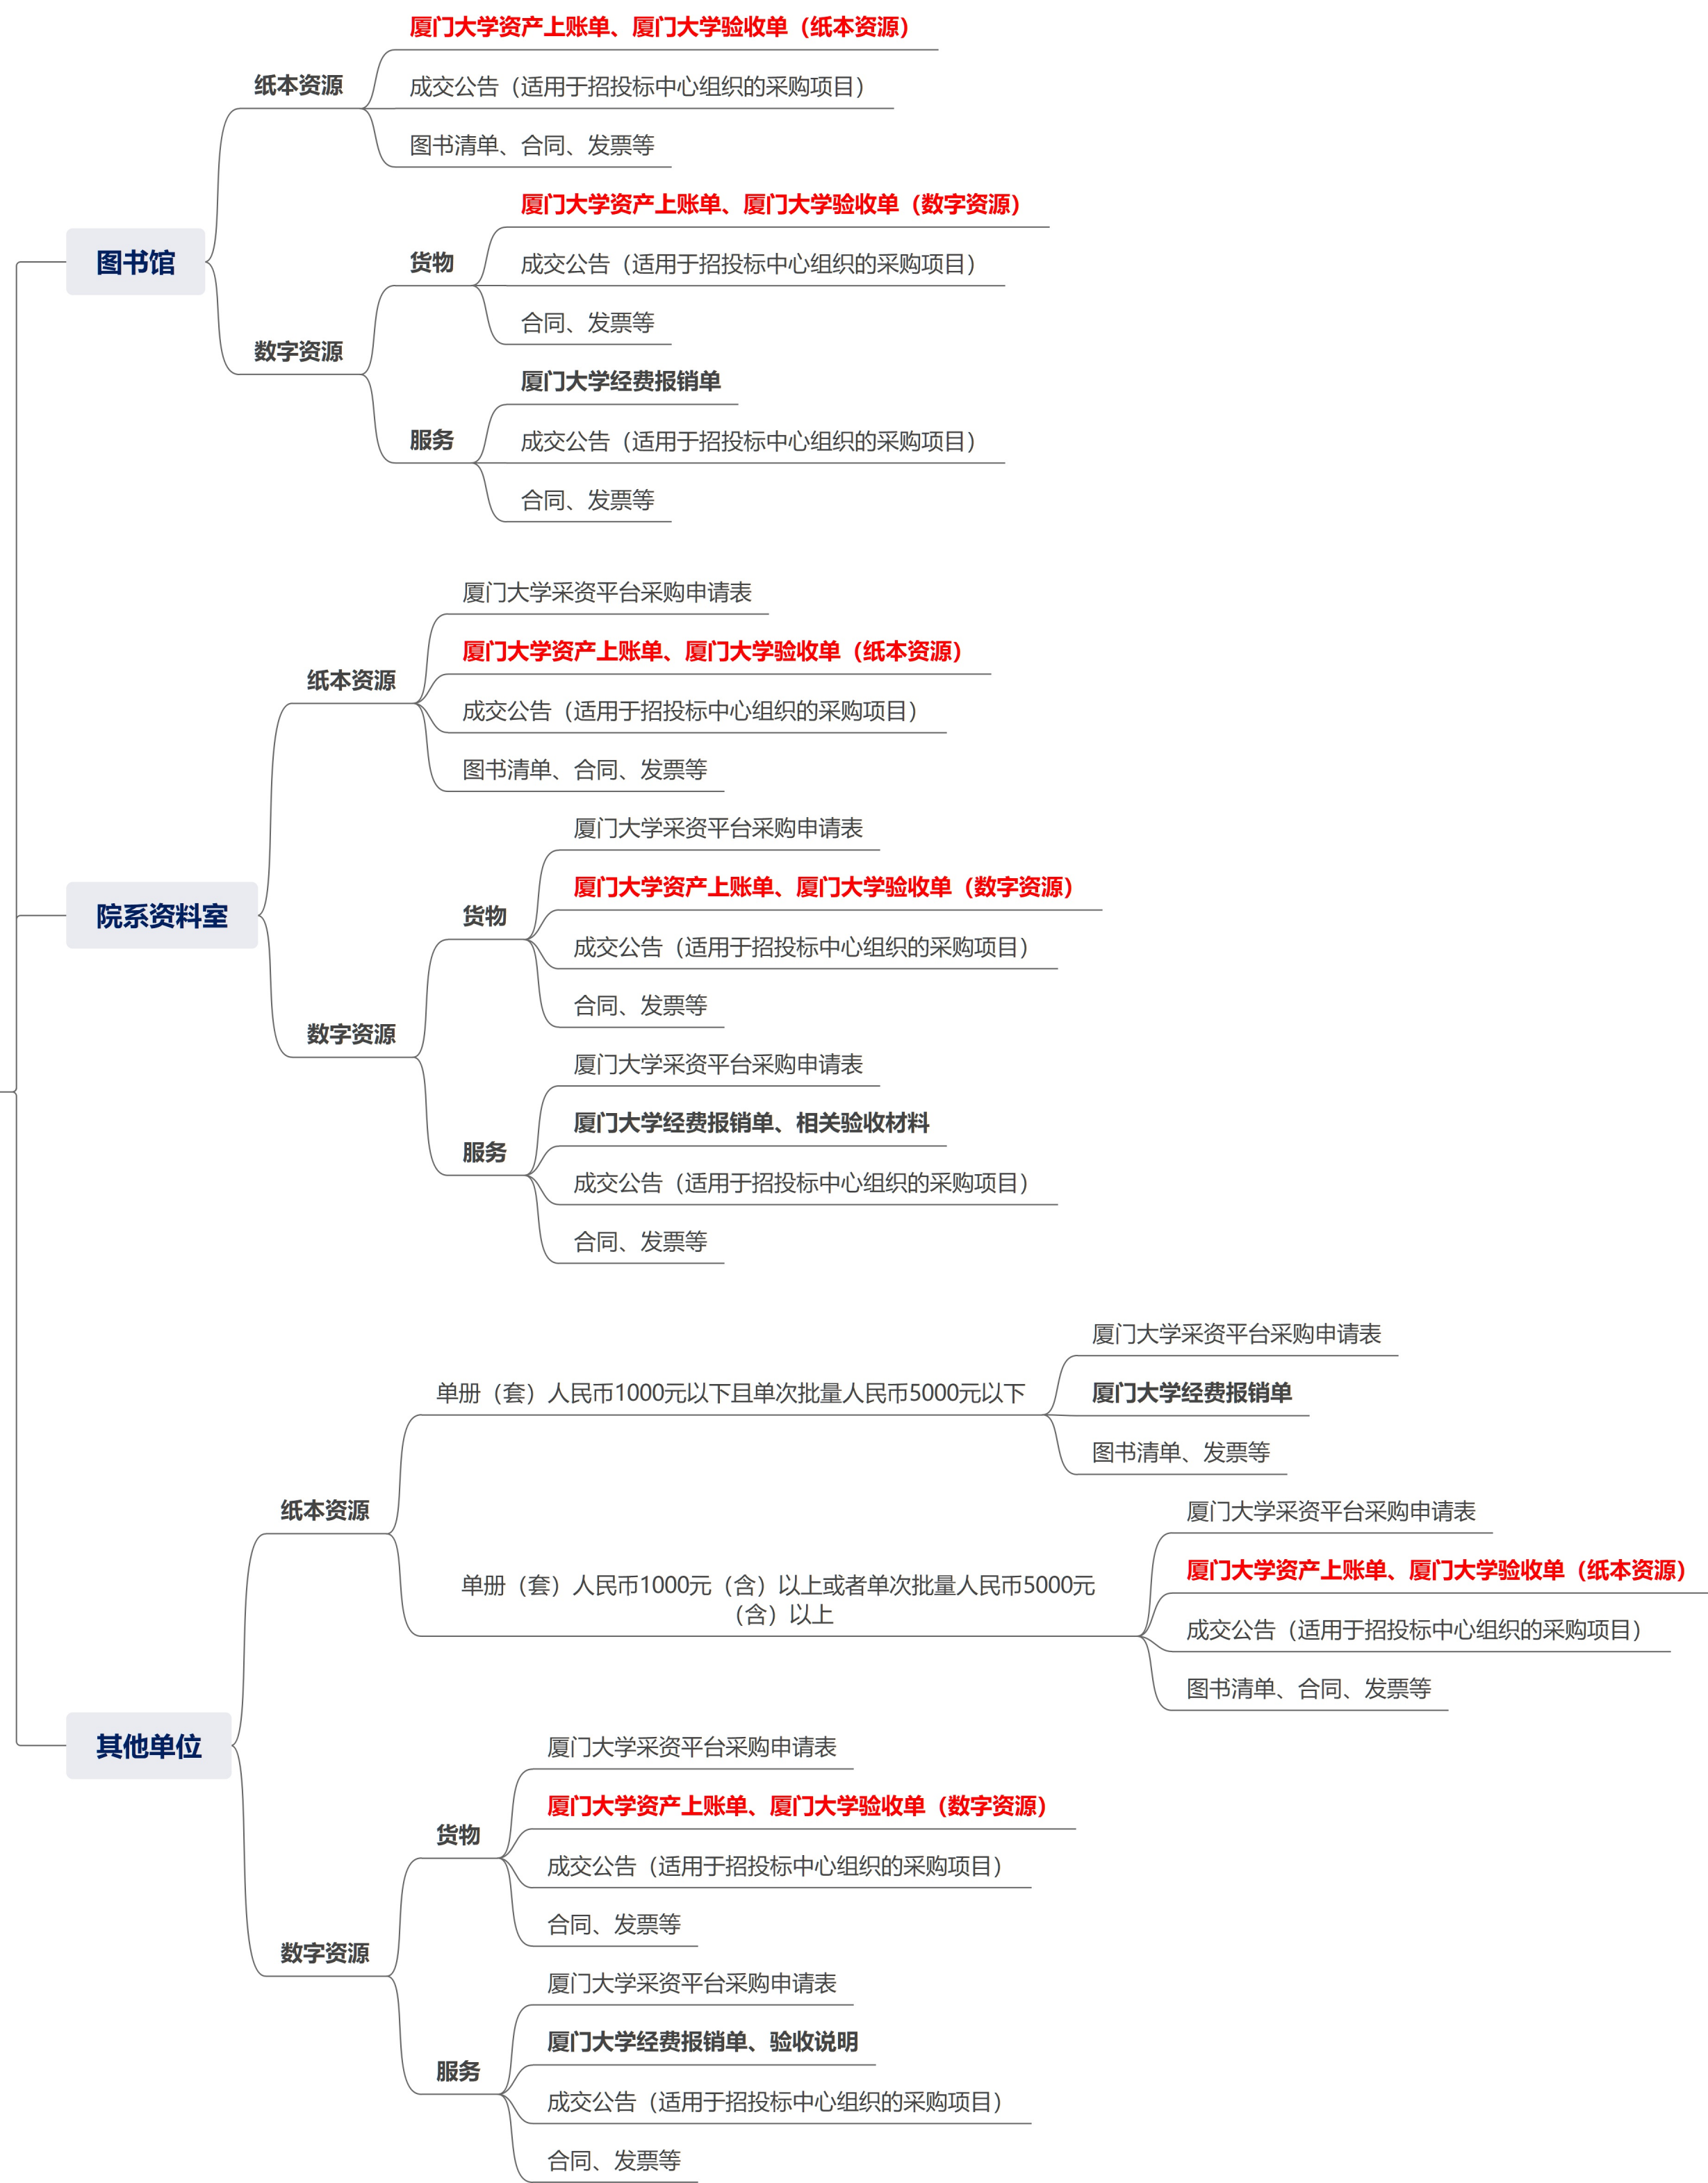 厦门大学资产上账单、厦门大学验收单（纸本资源）
纸本资源
成交公告（适用于招投标中心组织的采购项目）
图书清单、合同、发票等
图书馆
厦门大学资产上账单、厦门大学验收单（数字资源）
货物
成交公告（适用于招投标中心组织的采购项目）
合同、发票等
数字资源
厦门大学经费报销单
服务
成交公告（适用于招投标中心组织的采购项目）
合同、发票等
厦门大学采资平台采购申请表
厦门大学资产上账单、厦门大学验收单（纸本资源）
纸本资源
成交公告（适用于招投标中心组织的采购项目）
图书清单、合同、发票等
院系资料室
厦门大学采资平台采购申请表
厦门大学资产上账单、厦门大学验收单（数字资源）
货物
成交公告（适用于招投标中心组织的采购项目）
合同、发票等
数字资源
厦门大学采资平台采购申请表
厦门大学经费报销单、相关验收材料
服务
成交公告（适用于招投标中心组织的采购项目）
合同、发票等
厦门大学采资平台采购申请表
单册（套）人民币1000元以下且单次批量人民币5000元以下
厦门大学经费报销单
图书清单、发票等
纸本资源
厦门大学采资平台采购申请表
厦门大学资产上账单、厦门大学验收单（纸本资源）
单册（套）人民币1000元（含）以上或者单次批量人民币5000元
（含）以上
成交公告（适用于招投标中心组织的采购项目）
图书清单、合同、发票等
其他单位
厦门大学采资平台采购申请表
厦门大学资产上账单、厦门大学验收单（数字资源）
货物
成交公告（适用于招投标中心组织的采购项目）
合同、发票等
数字资源
厦门大学采资平台采购申请表
厦门大学经费报销单、验收说明
服务
成交公告（适用于招投标中心组织的采购项目）
合同、发票等